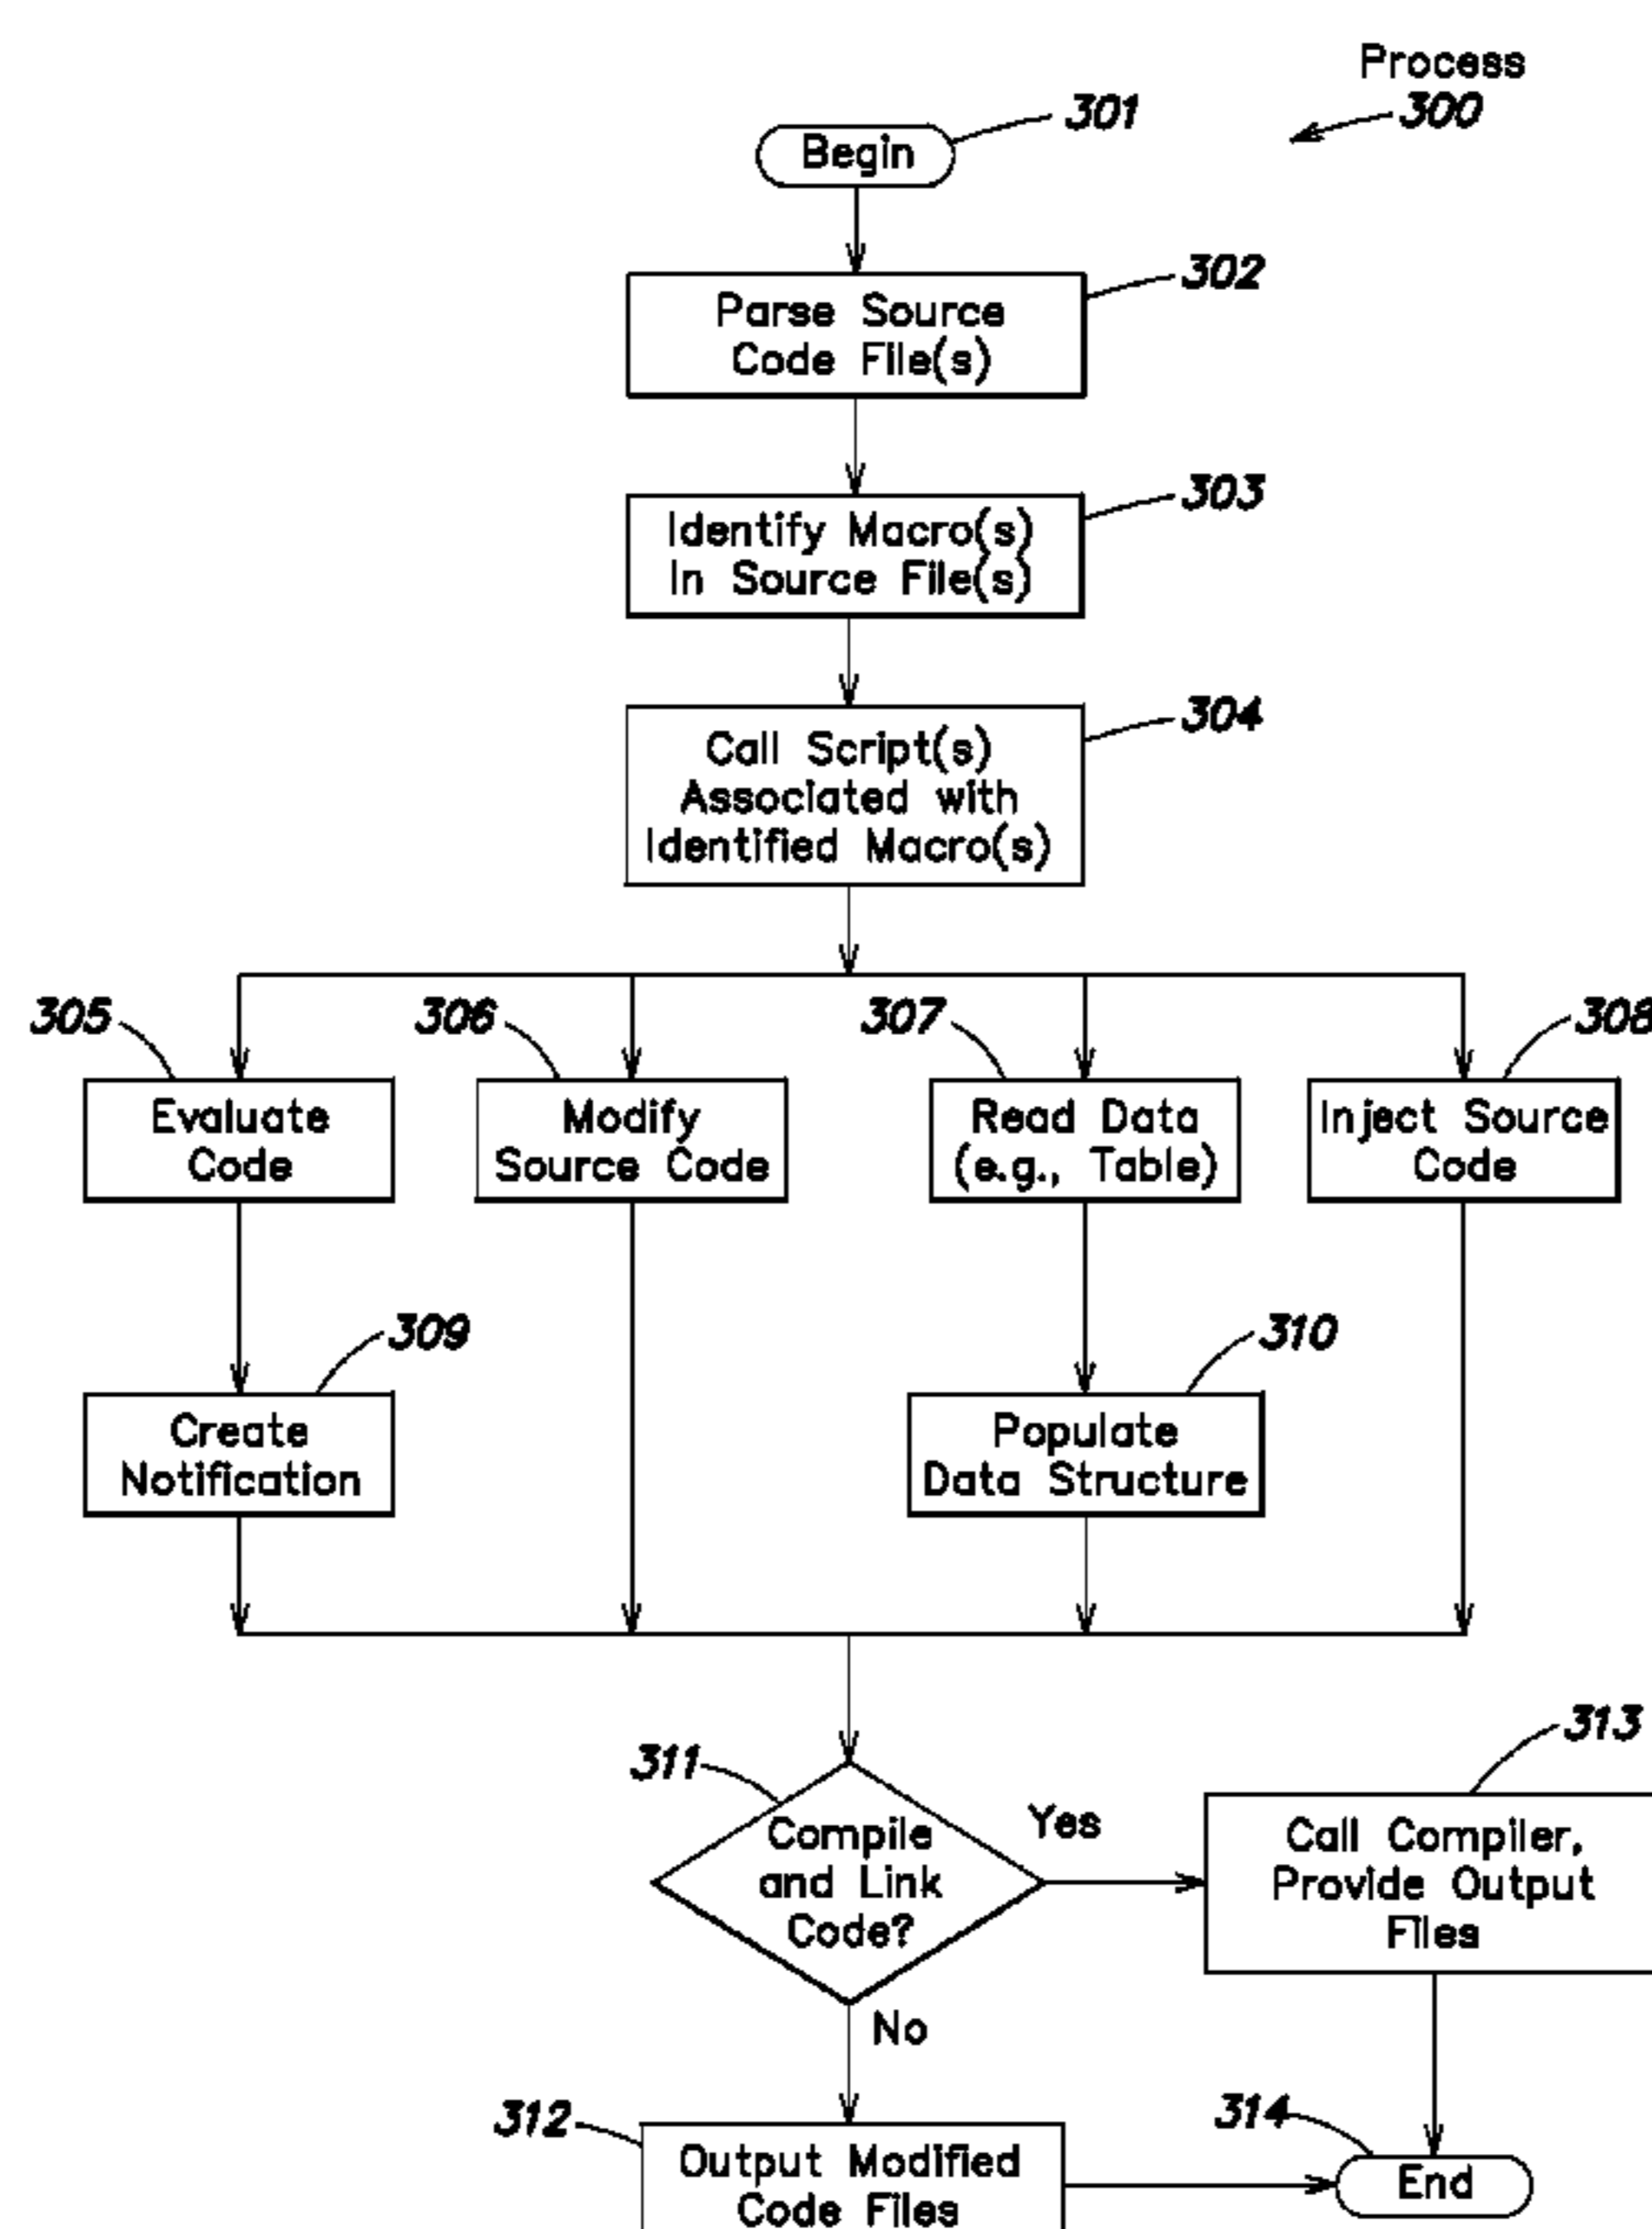 Process
300
301
Begin
302
Parse Source
Code File(s)
303
Identify Macro(s)
In Source File(s)
304
Call Script(s)
Associated with
Identified Macro(s)
305
306
307
308
Evaluate
Code
Modify
Source Code
Read Data
(e.g., Table)
Inject Source
Code
309
310
Create
Notification
Populate
Data Structure
311
313
Compile
and Link
Code?
Yes
Call Compiler,
Provide Output
Files
No
312
314
Output Modified
Code Files
End